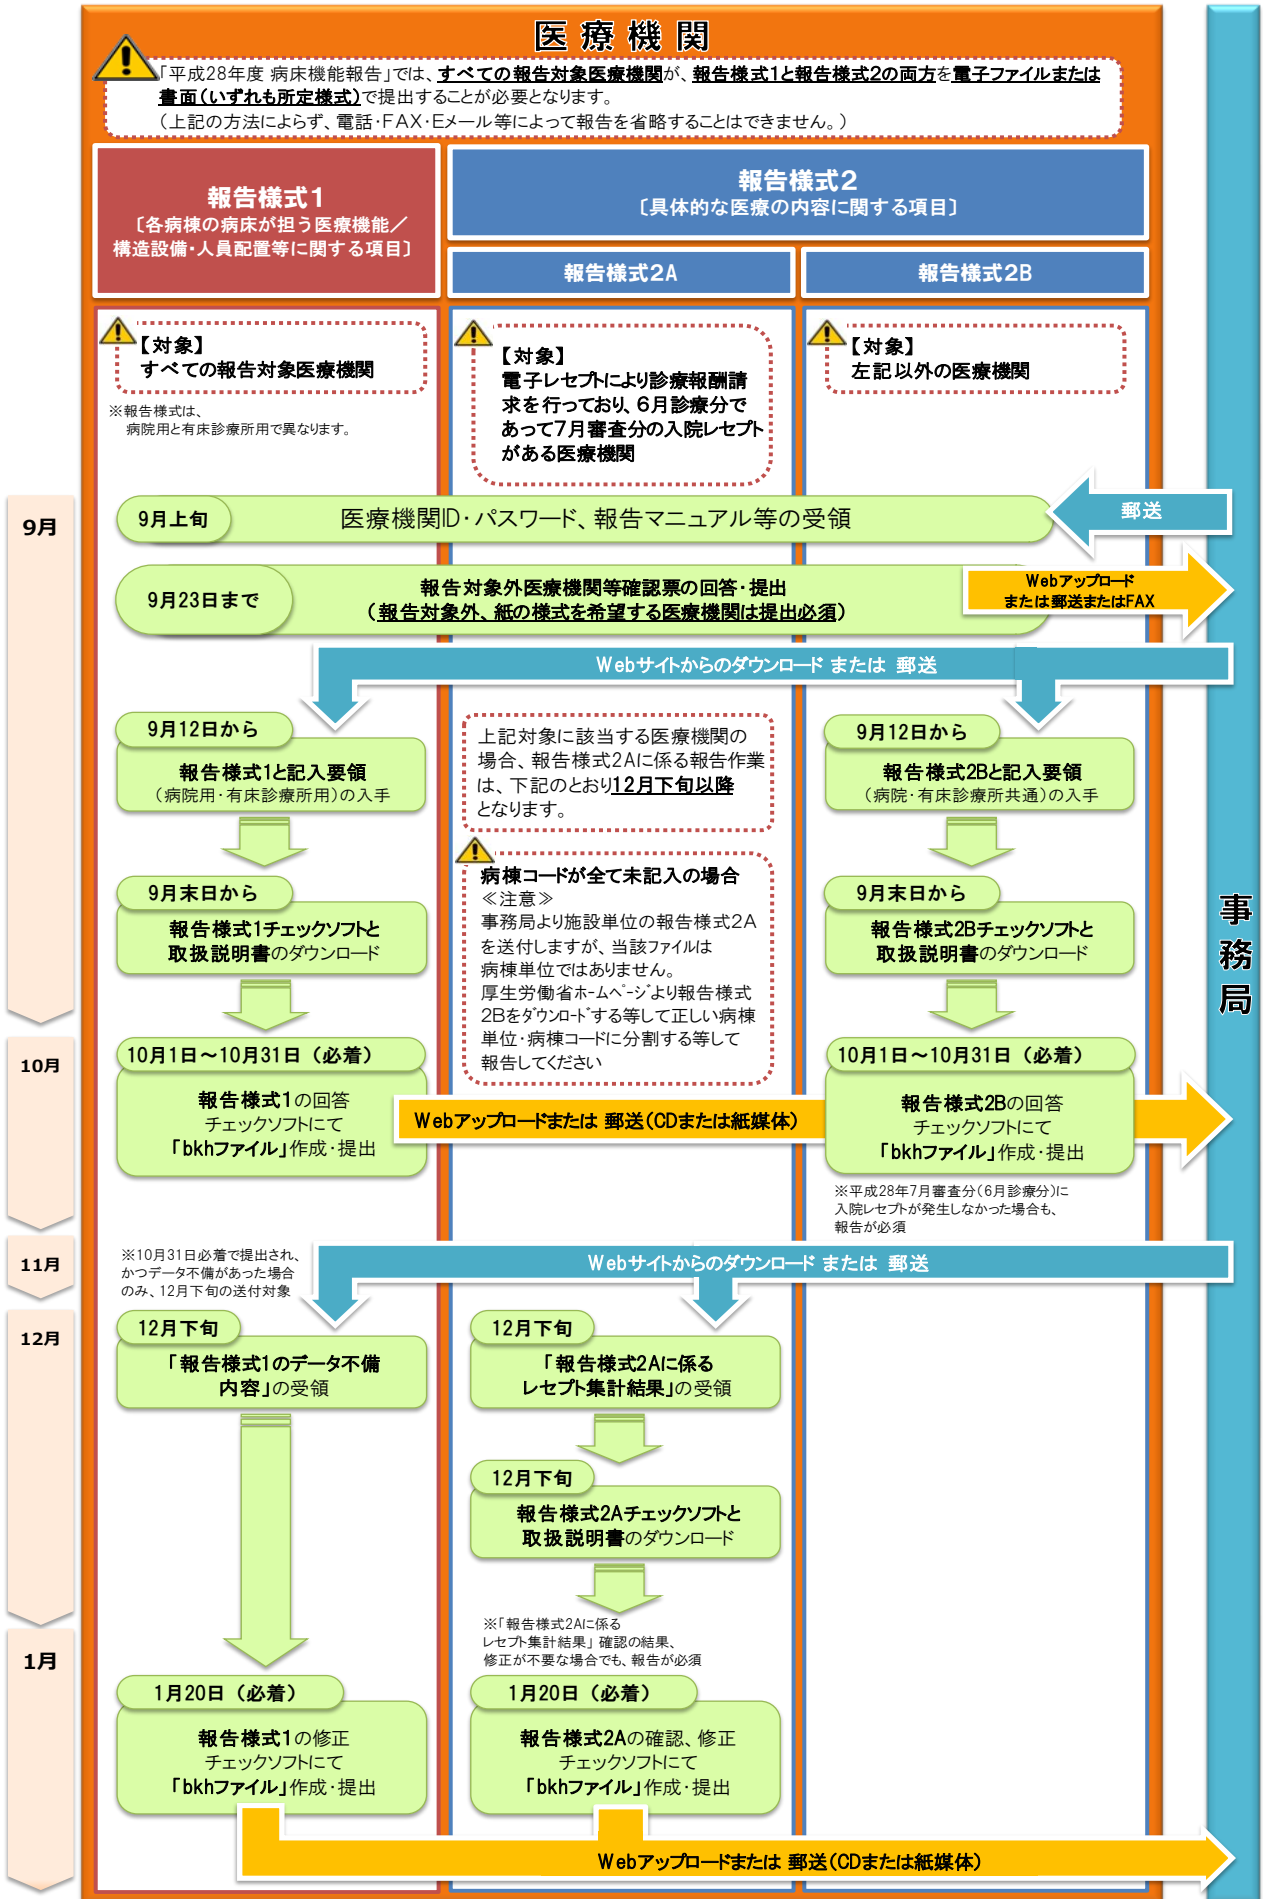 医療機関
「平成28年度 病床機能報告」では、すべての報告対象医療機関が、報告様式1と報告様式2の両方を電子ファイルまたは
書面（いずれも所定様式）で提出することが必要となります。
（上記の方法によらず、電話・FAX・Eメール等によって報告を省略することはできません。）
報告様式1
〔各病棟の病床が担う医療機能／
構造設備・人員配置等に関する項目〕
報告様式2
〔具体的な医療の内容に関する項目〕
報告様式2A
報告様式2B
【対象】
すべての報告対象医療機関
※報告様式は、
病院用と有床診療所用で異なります。
【対象】
電子レセプトにより診療報酬請
求を行っており、6月診療分で
あって7月審査分の入院レセプト
がある医療機関
【対象】
左記以外の医療機関
9月
9月上旬
医療機関ID・パスワード、報告マニュアル等の受領
郵送
9月23日まで
報告対象外医療機関等確認票の回答・提出
（報告対象外、紙の様式を希望する医療機関は提出必須）
Webアップロード
または郵送またはFAX
Webサイトからのダウンロード または 郵送
9月12日から
報告様式1と記入要領
（病院用・有床診療所用）の入手
上記対象に該当する医療機関の
場合、報告様式2Aに係る報告作業
は、下記のとおり12月下旬以降
となります。
9月12日から
報告様式2Bと記入要領
（病院・有床診療所共通）の入手
9月末日から
報告様式1チェックソフトと
取扱説明書のダウンロード
病棟コードが全て未記入の場合
≪注意≫
事務局より施設単位の報告様式2A
を送付しますが、当該ファイルは
病棟単位ではありません。
厚生労働省ﾎｰﾑﾍﾟｰｼﾞより報告様式
2Bをﾀﾞｳﾝﾛｰﾄﾞする等して正しい病棟
単位・病棟コードに分割する等して
報告してください
9月末日から
報告様式2Bチェックソフトと
取扱説明書のダウンロード
事務局
10月
10月1日～10月31日（必着）
報告様式1の回答
チェックソフトにて
「bkhファイル」作成・提出
Webアップロードまたは 郵送（CDまたは紙媒体）
10月1日～10月31日（必着）
報告様式2Bの回答
チェックソフトにて
「bkhファイル」作成・提出
※平成28年7月審査分（6月診療分）に
入院レセプトが発生しなかった場合も、
報告が必須
11月
※10月31日必着で提出され、
かつデータ不備があった場合
のみ、12月下旬の送付対象
Webサイトからのダウンロード または 郵送
12月
12月下旬
「報告様式1のデータ不備
内容」の受領
12月下旬
「報告様式2Aに係る
レセプト集計結果」の受領
12月下旬
報告様式2Aチェックソフトと
取扱説明書のダウンロード
※「報告様式2Aに係る
レセプト集計結果」 確認の結果、
修正が不要な場合でも、報告が必須
1月
1月20日（必着）
報告様式1の修正
チェックソフトにて
「bkhファイル」作成・提出
1月20日（必着）
報告様式2Aの確認、修正
チェックソフトにて
「bkhファイル」作成・提出
Webアップロードまたは 郵送（CDまたは紙媒体）